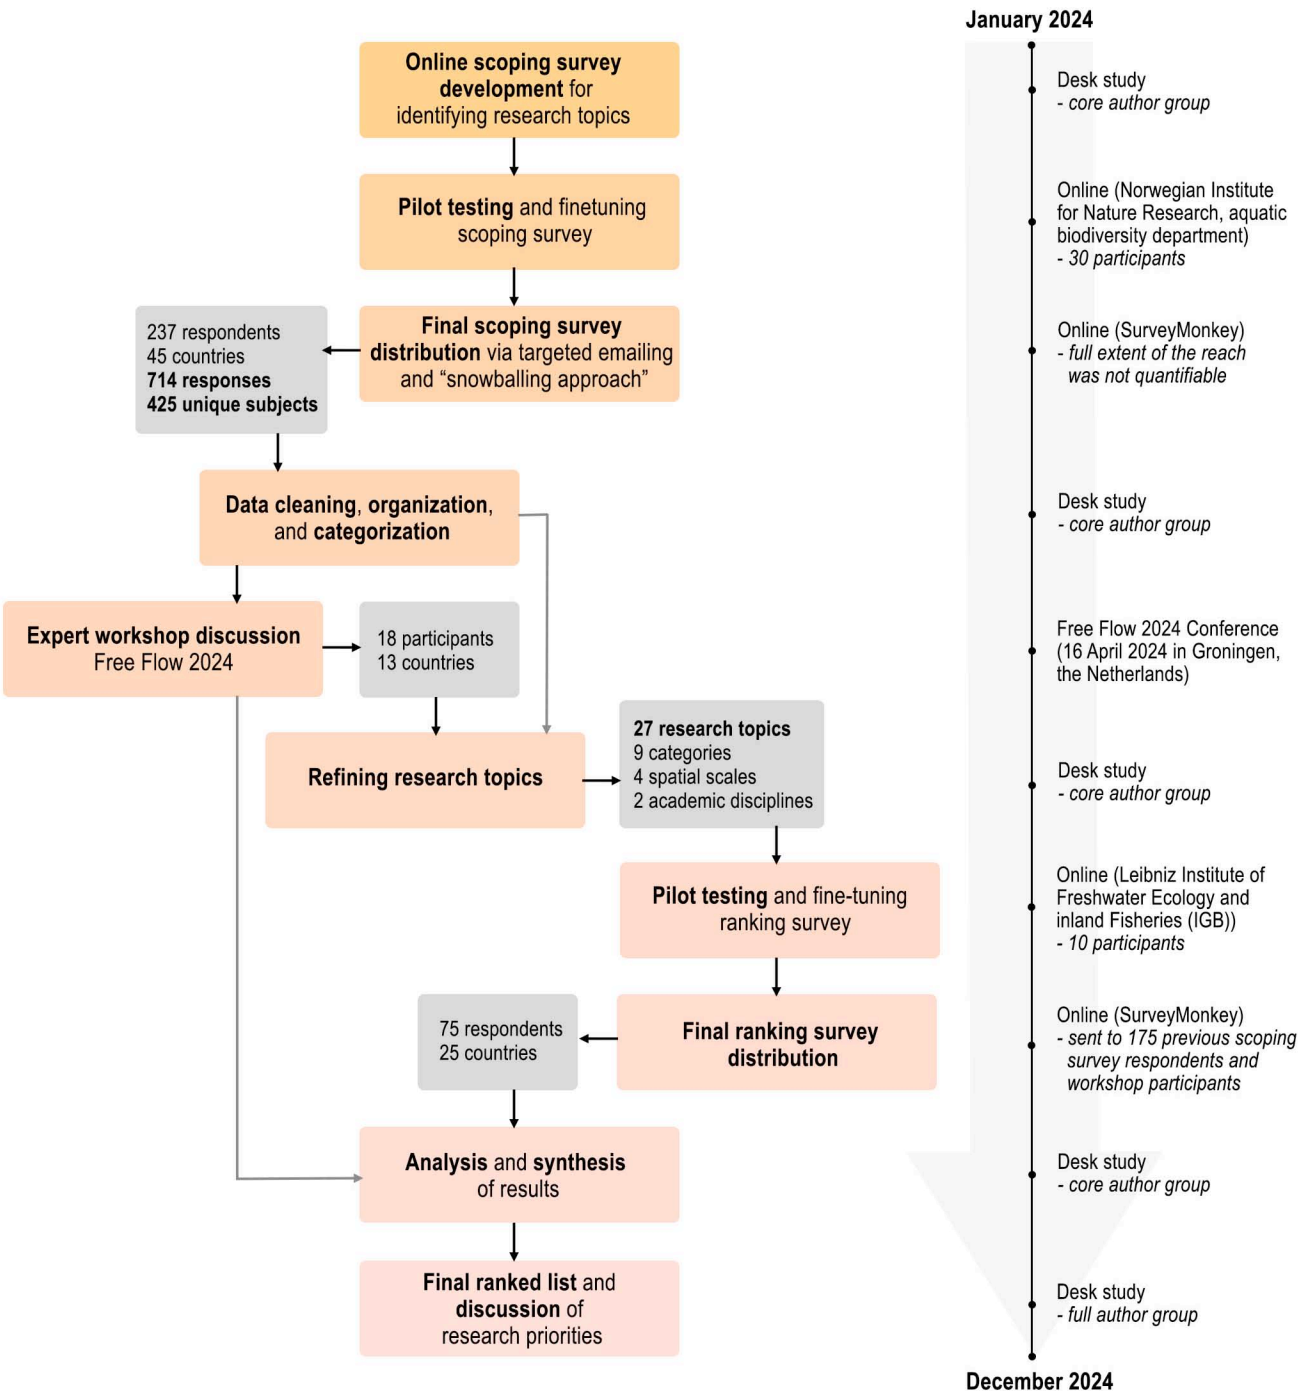 January 2024
Online scoping survey
development for
identifying research topics
Desk study
- core author group
Pilot testing and finetuning
scoping survey
Online (Norwegian Institute
for Nature Research, aquatic
biodiversity department)
- 30 participants
Final scoping survey
distribution via targeted emailing
and “snowballing approach”
237 respondents
45 countries
714 responses
425 unique subjects
Online (SurveyMonkey)
- full extent of the reach
was not quantifiable
Data cleaning, organization,
and categorization
Desk study
- core author group
Expert workshop discussion
Free Flow 2024
18 participants
13 countries
Free Flow 2024 Conference
(16 April 2024 in Groningen,
the Netherlands)
Refining research topics
27 research topics
9 categories
4 spatial scales
2 academic disciplines
Desk study
- core author group
Pilot testing and fine-tuning
ranking survey
Online (Leibniz Institute of
Freshwater Ecology and
inland Fisheries (IGB))
- 10 participants
Final ranking survey
distribution
75 respondents
25 countries
Online (SurveyMonkey)
- sent to 175 previous scoping
survey respondents and
workshop participants
Analysis and synthesis
of results
Desk study
- core author group
Final ranked list and
discussion of
research priorities
Desk study
- full author group
December 2024